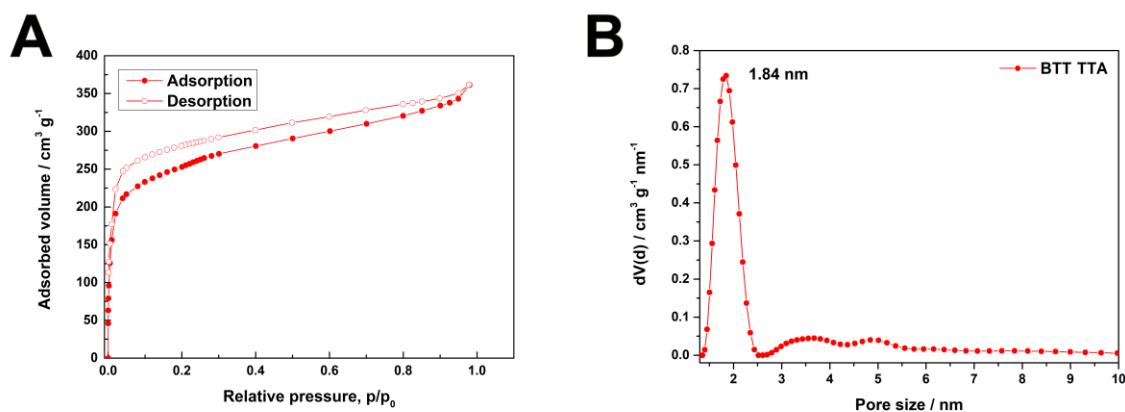 A
Adsorbed volume / cm³ g⁻¹
400
350
300
250
200
150
100
50
0
Adsorption
Desorption
0.0 0.2 0.4 0.6 0.8 1.0
Relative pressure, p/p₀
B
dV(d) / cm³ g⁻¹ nm⁻¹
0.8
0.7
0.6
0.5
0.4
0.3
0.2
0.1
0.0
1.84 nm
BTT TTA
2 3 4 5 6 7 8 9 10
Pore size / nm